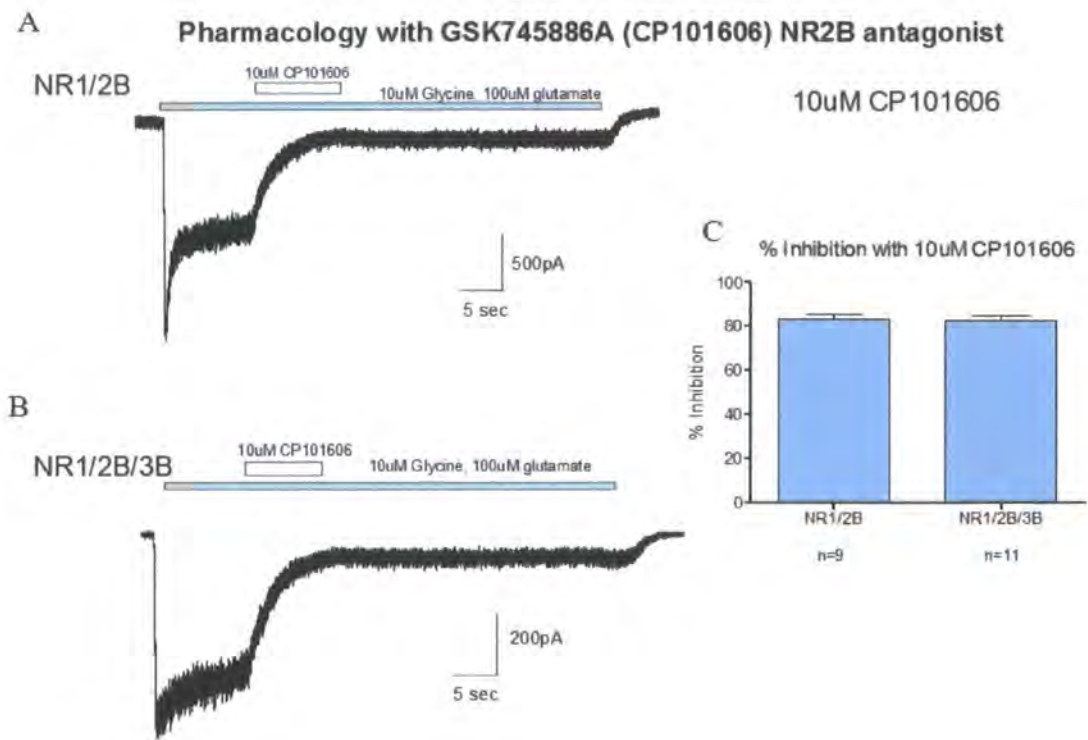 A
Pharmacology with GSK745886A (CP101606) NR2B antagonist
NR1/2B
10uM CP101606
10uM Glycine, 100uM glutamate
10uM CP101606
500pA
5 sec
B
NR1/2B/3B
10uM CP101606
10uM Glycine, 100uM glutamate
200pA
5 sec
C
% Inhibition with 10uM CP101606
% Inhibition
100
80
60
40
20
0
NR1/2B
NR1/2B/3B
n=9
n=11